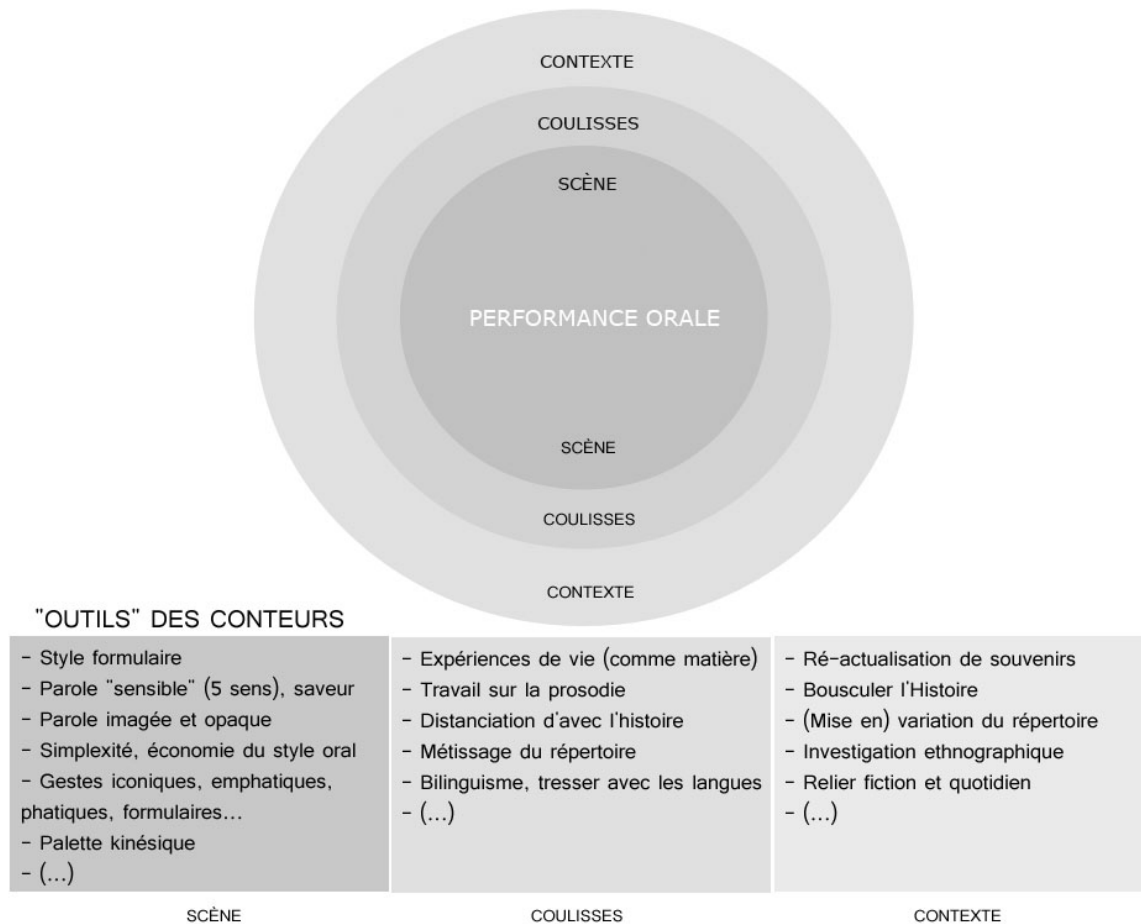 CONTEXTE
COULISSES
SCÈNE
PERFORMANCE ORALE
SCÈNE
COULISSES
CONTEXTE
"OUTILS" DES CONTEURS
- Style formulaire
- Parole "sensible" (5 sens), saveur
- Parole imagée et opaque
- Simplexité, économie du style oral
- Gestes iconiques, emphatiques,
phatiques, formulaires...
- Palette kinésique
- (...)
SCÈNE
- Expériences de vie (comme matière)
- Travail sur la prosodie
- Distanciation d'avec l'histoire
- Métissage du répertoire
- Bilinguisme, tresser avec les langues
- (...)
COULISSES
- Ré-actualisation de souvenirs
- Bousculer l'Histoire
- (Mise en) variation du répertoire
- Investigation ethnographique
- Relier fiction et quotidien
- (...)
CONTEXTE